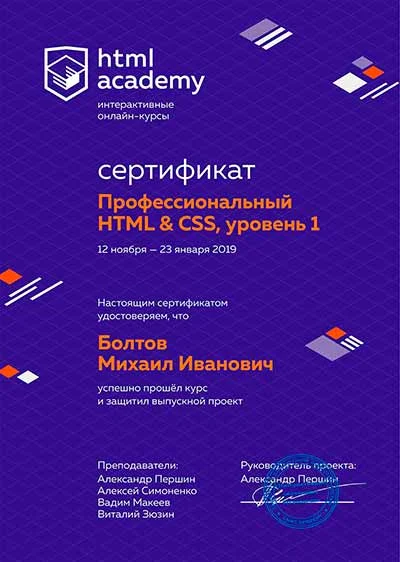 html
academy
интерактивные
онлайн-курсы
сертификат
Профессиональный
HTML & CSS, уровень 1
12 ноября — 23 января 2019
Настоящим сертификатом
удостоверяем, что
Болтов
Михаил Иванович
успешно прошёл курс
и защитил выпускной проект
Преподаватели:
Александр Першин
Алексей Симоненко
Вадим Макеев
Виталий Зюзин
Руководитель проекта:
Александр Першин